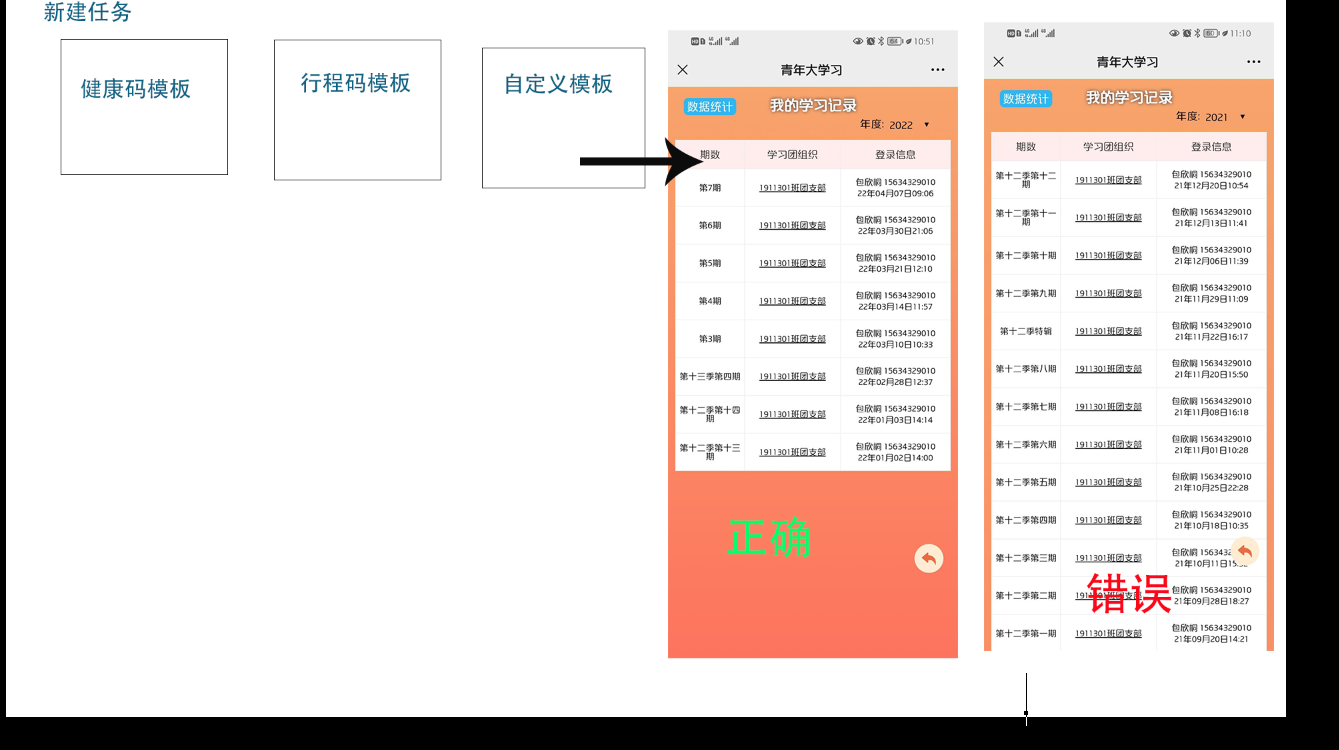 新建任务
健康码模板
行程码模板
自定义模板
10:51
青年大学习
数据统计
我的学习记录
年度: 2022
期数 学习团组织 登录信息
第7期 1911301班团支部 包欣嗣 15634329010
22年04月07日09:06
第6期 1911301班团支部 包欣嗣 15634329010
22年03月30日21:06
第5期 1911301班团支部 包欣嗣 15634329010
22年03月21日12:10
第4期 1911301班团支部 包欣嗣 15634329010
22年03月14日11:57
第3期 1911301班团支部 包欣嗣 15634329010
22年03月10日10:33
第十三季第四期 1911301班团支部 包欣嗣 15634329010
22年02月28日12:37
第十二季第十四
期 1911301班团支部 包欣嗣 15634329010
22年01月03日14:14
第十二季第十三
期 1911301班团支部 包欣嗣 15634329010
22年01月02日14:00
正确
11:10
青年大学习
数据统计
我的学习记录
年度: 2021
期数 学习团组织 登录信息
第十二季第十二
期 1911301班团支部 包欣嗣 15634329010
21年12月20日10:54
第十二季第十一
期 1911301班团支部 包欣嗣 15634329010
21年12月13日11:41
第十二季第十期 1911301班团支部 包欣嗣 15634329010
21年12月06日11:39
第十二季第九期 1911301班团支部 包欣嗣 15634329010
21年11月29日11:09
第十二季特辑 1911301班团支部 包欣嗣 15634329010
21年11月22日16:17
第十二季第八期 1911301班团支部 包欣嗣 15634329010
21年11月20日15:50
第十二季第七期 1911301班团支部 包欣嗣 15634329010
21年11月08日16:18
第十二季第六期 1911301班团支部 包欣嗣 15634329010
21年11月01日10:28
第十二季第五期 1911301班团支部 包欣嗣 15634329010
21年10月25日22:28
第十二季第四期 1911301班团支部 包欣嗣 15634329010
21年10月18日10:35
第十二季第三期 1911301班团支部 包欣嗣
21年10月11日
第十二季第二期 包欣嗣 15634329010
21年09月28日18:27
错误
第十二季第一期 1911301班团支部 包欣嗣 15634329010
21年09月20日14:21